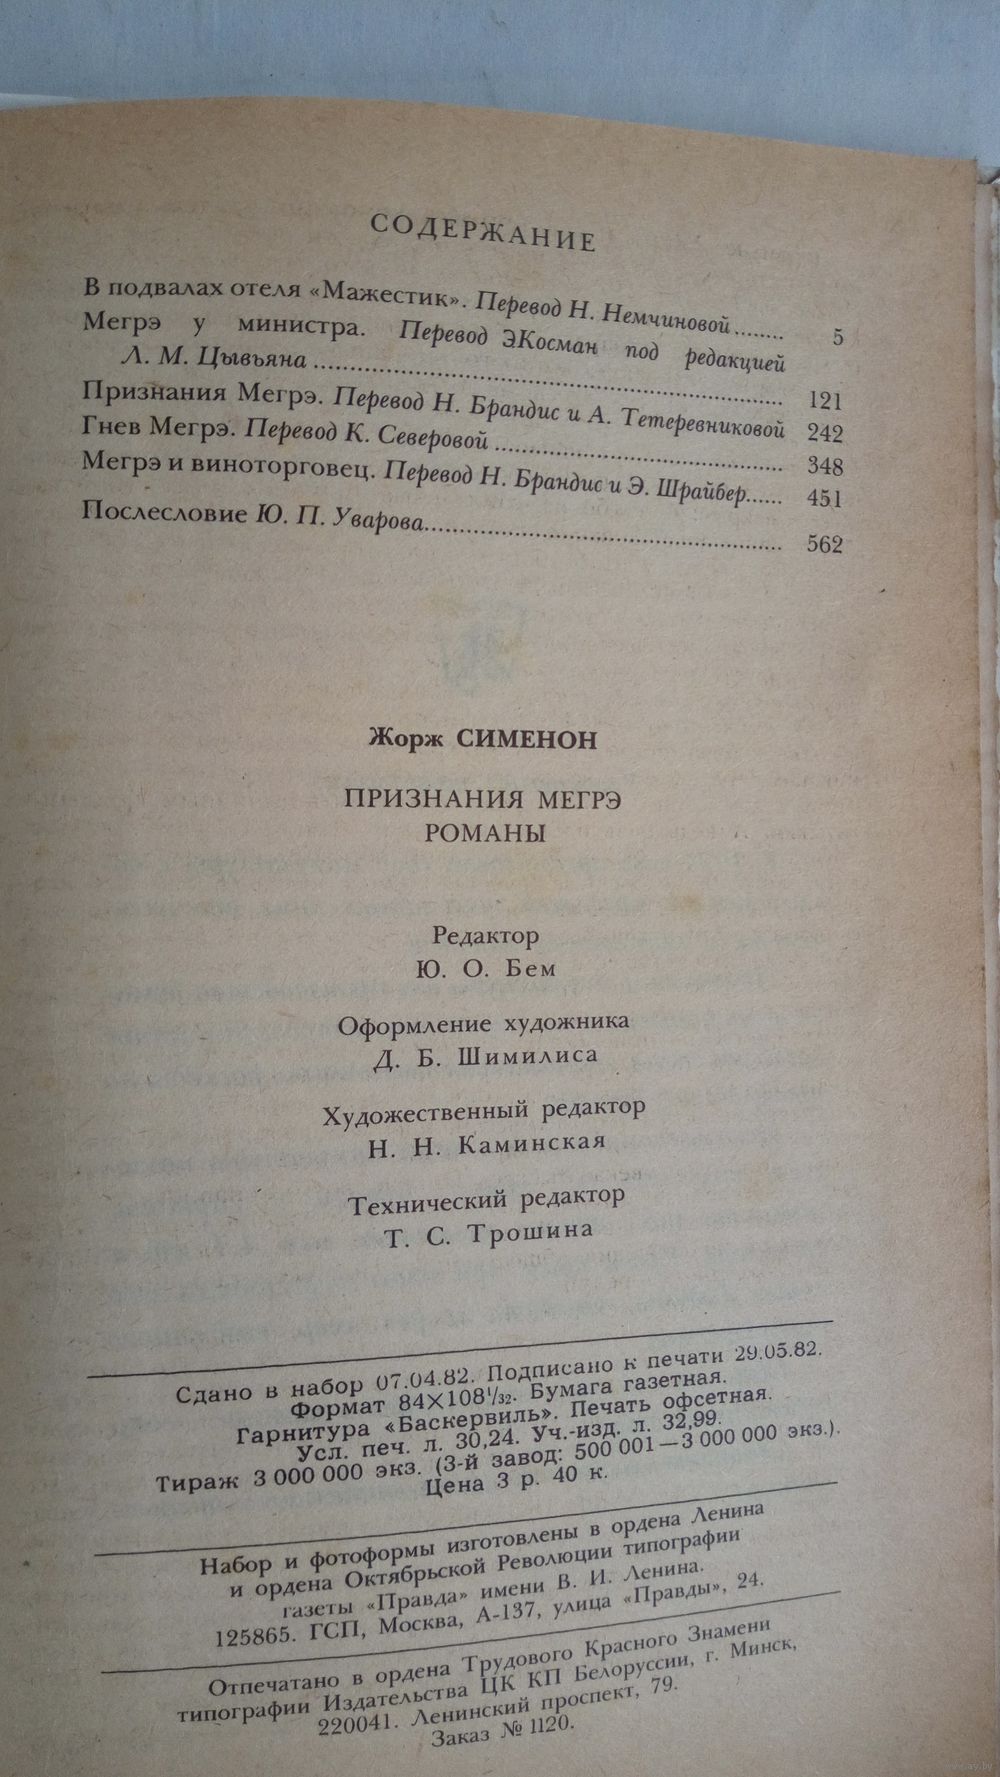 СОДЕРЖАНИЕ
В подвалах отеля «Мажестик». Перевод Н. Немчиновой ........ 5
Мегрэ у министра. Перевод ЭКосман под редакцией
Л. М. Цывьяна ........ 121
Признания Мегрэ. Перевод Н. Брандис и А. Тетеревниковой 242
Гнев Мегрэ. Перевод К. Северовой ........ 348
Мегрэ и виноторговец. Перевод Н. Брандис и Э. Шрайбер...... 451
Послесловие Ю. П. Уварова........ 562
Жорж СИМЕНОН
ПРИЗНАНИЯ МЕГРЭ
РОМАНЫ
Редактор
Ю. О. Бем
Оформление художника
Д. Б. Шимилиса
Художественный редактор
Н. Н. Каминская
Технический редактор
Т. С. Трошина
Сдано в набор 07.04.82. Подписано к печати 29.05.82.
Формат 84×108¹/₃₂. Бумага газетная.
Гарнитура «Баскервиль». Печать офсетная.
Усл. печ. л. 30,24. Уч.-изд. л. 32,99.
Тираж 3 000 000 экз. (3-й завод: 500 001—3 000 000 экз.).
Цена 3 р. 40 к.
Набор и фотоформы изготовлены в ордена Ленина
и ордена Октябрьской Революции типографии
газеты «Правда» имени В. И. Ленина.
125865. ГСП, Москва, А-137, улица «Правды», 24.
Отпечатано в ордена Трудового Красного Знамени
типографии Издательства ЦК КП Белоруссии, г. Минск,
220041. Ленинский проспект, 79.
Заказ № 1120.